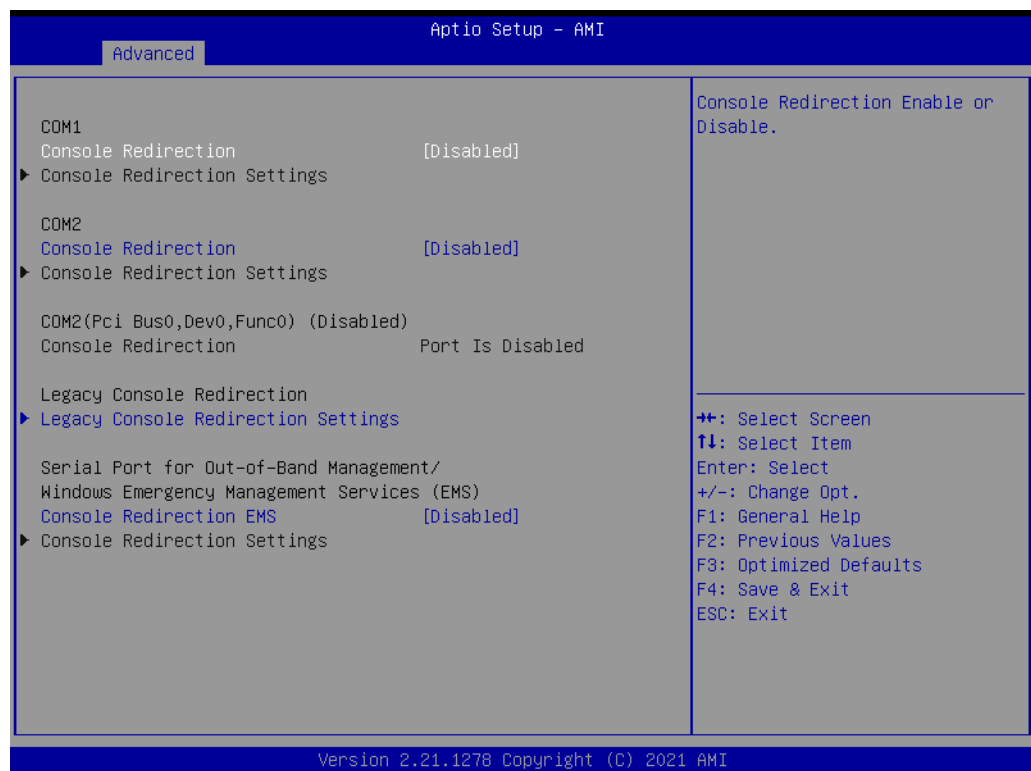 Aptio Setup – AMI
Advanced
COM1
Console Redirection [Disabled]
Console Redirection Settings
COM2
Console Redirection [Disabled]
Console Redirection Settings
COM2(Pci Bus0,Dev0,Func0) (Disabled)
Console Redirection Port Is Disabled
Legacy Console Redirection
Legacy Console Redirection Settings
Serial Port for Out-of-Band Management/
Windows Emergency Management Services (EMS)
Console Redirection EMS [Disabled]
Console Redirection Settings
Console Redirection Enable or
Disable.
→←: Select Screen
↑↓: Select Item
Enter: Select
+/-: Change Opt.
F1: General Help
F2: Previous Values
F3: Optimized Defaults
F4: Save & Exit
ESC: Exit
Version 2.21.1278 Copyright (C) 2021 AMI